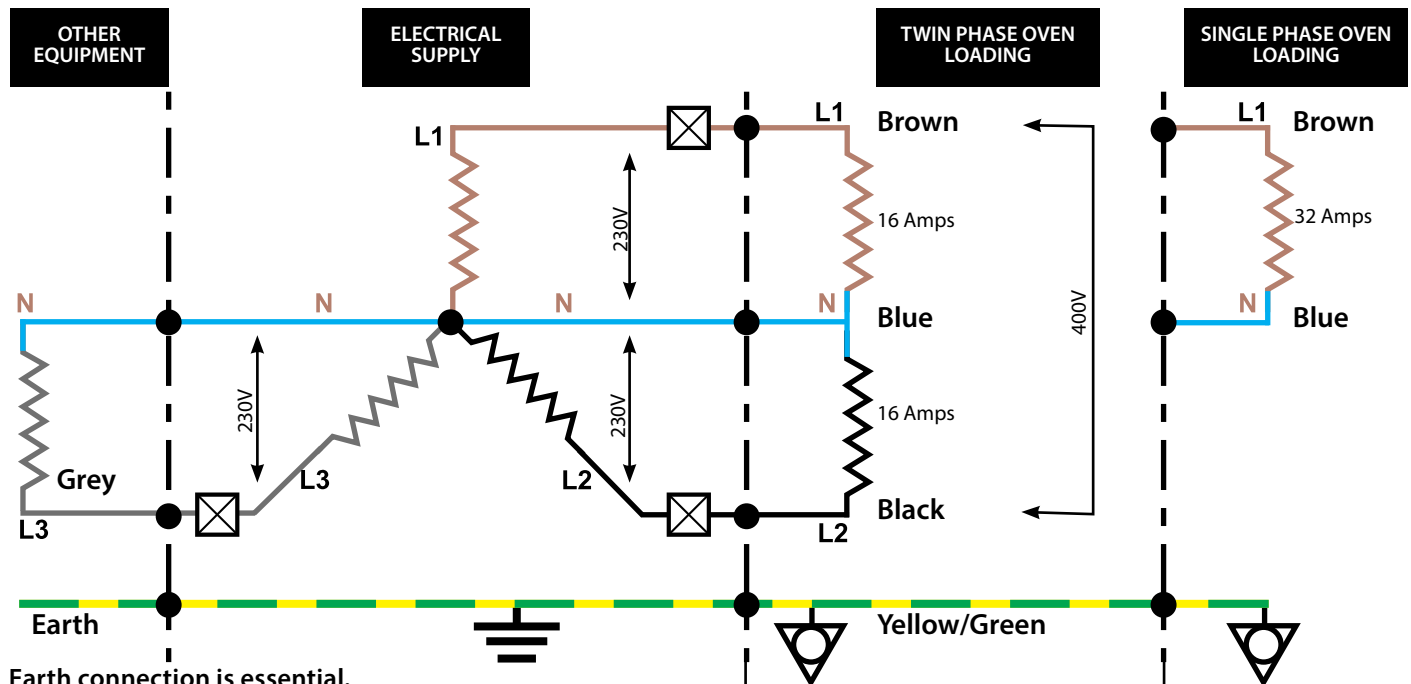 OTHER
EQUIPMENT
ELECTRICAL
SUPPLY
TWIN PHASE OVEN
LOADING
SINGLE PHASE OVEN
LOADING
L1
L1
Brown
L1
Brown
230V
16 Amps
32 Amps
N
N
N
N
Blue
400V
N
Blue
230V
230V
16 Amps
Grey
L3
L2
L3
Black
L2
Earth
Yellow/Green
Earth connection is essential.